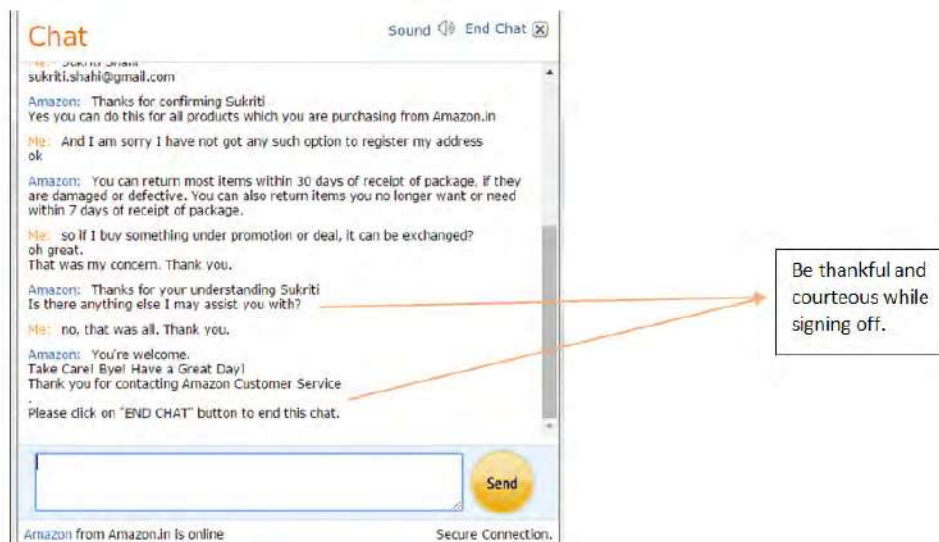 Chat
Sound End Chat
Me: Sukriti Shahi
sukriti.shahi@gmail.com
Amazon: Thanks for confirming Sukriti
Yes you can do this for all products which you are purchasing from Amazon.in
Me: And I am sorry I have not got any such option to register my address
ok
Amazon: You can return most items within 30 days of receipt of package, if they
are damaged or defective. You can also return items you no longer want or need
within 7 days of receipt of package.
Me: so if I buy something under promotion or deal, it can be exchanged?
oh great.
That was my concern. Thank you.
Amazon: Thanks for your understanding Sukriti
Is there anything else I may assist you with?
Me: no, that was all. Thank you.
Amazon: You're welcome.
Take Care! Bye! Have a Great Day!
Thank you for contacting Amazon Customer Service
.
Please click on "END CHAT" button to end this chat.
Send
Amazon from Amazon.in is online
Secure Connection.
Be thankful and
courteous while
signing off.